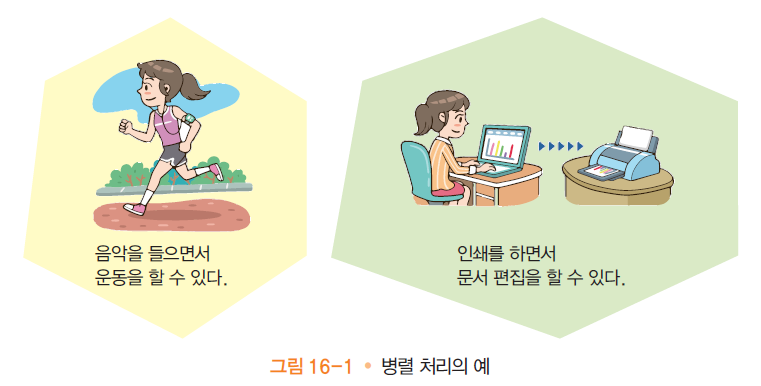 음악을 들으면서
운동을 할 수 있다.
인쇄를 하면서
문서 편집을 할 수 있다.
그림 16-1 • 병렬 처리의 예